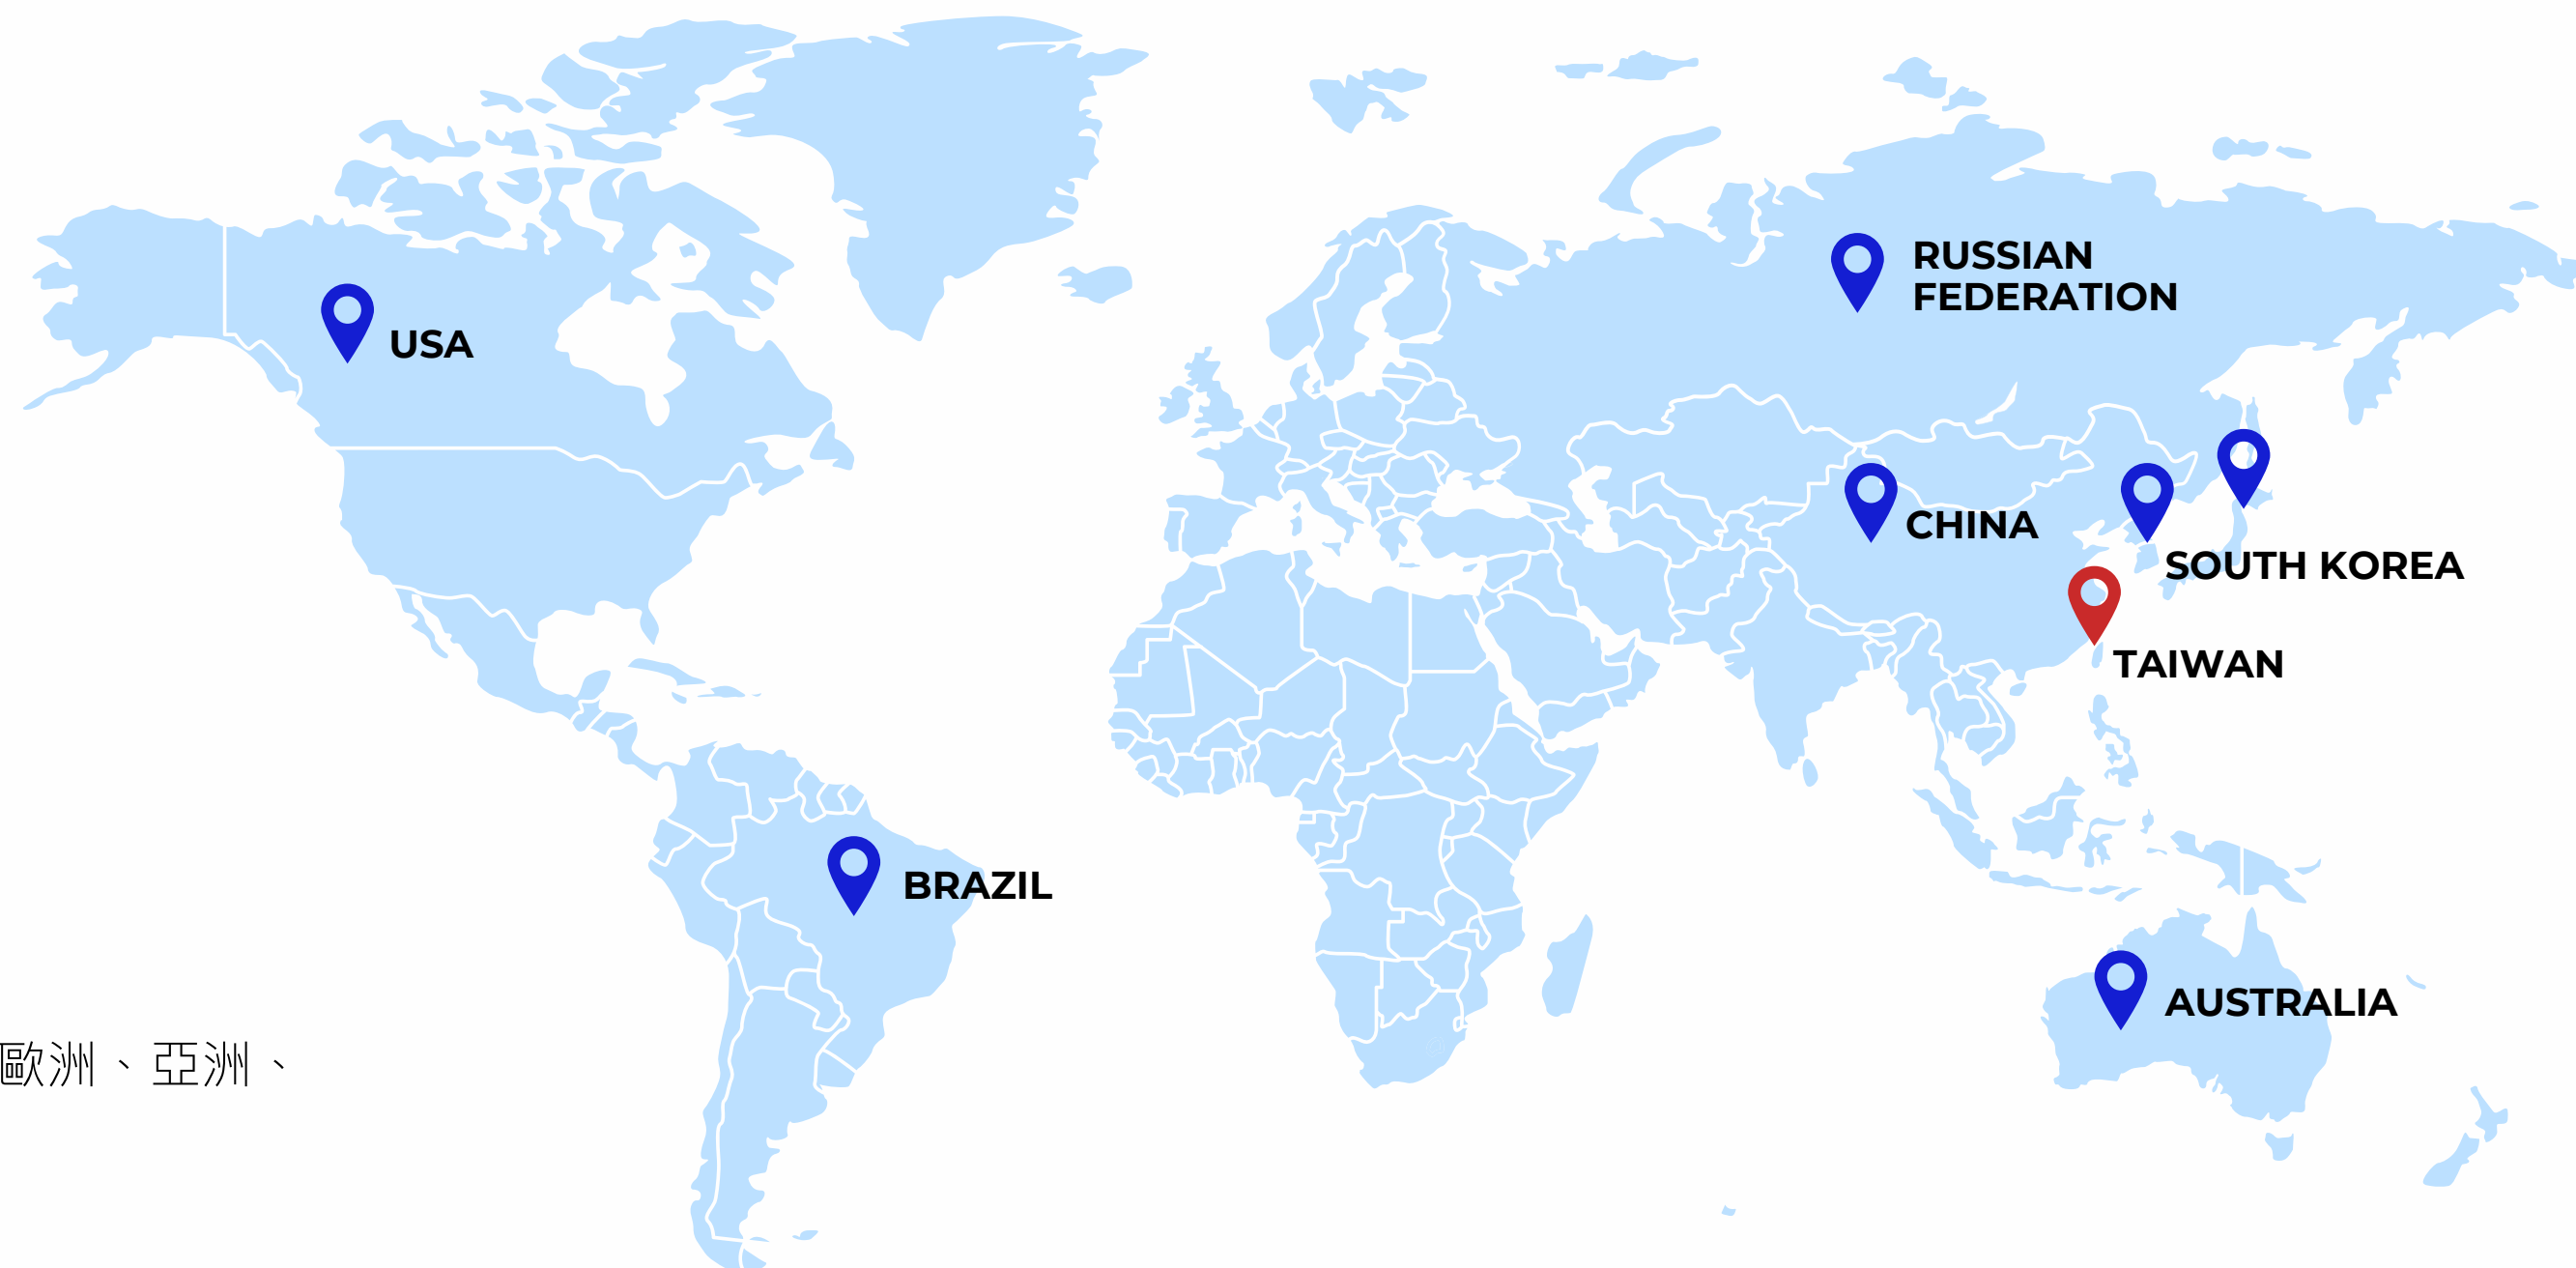 RUSSIAN
FEDERATION
USA
CHINA
SOUTH KOREA
TAIWAN
BRAZIL
AUSTRALIA
歐洲、亞洲、